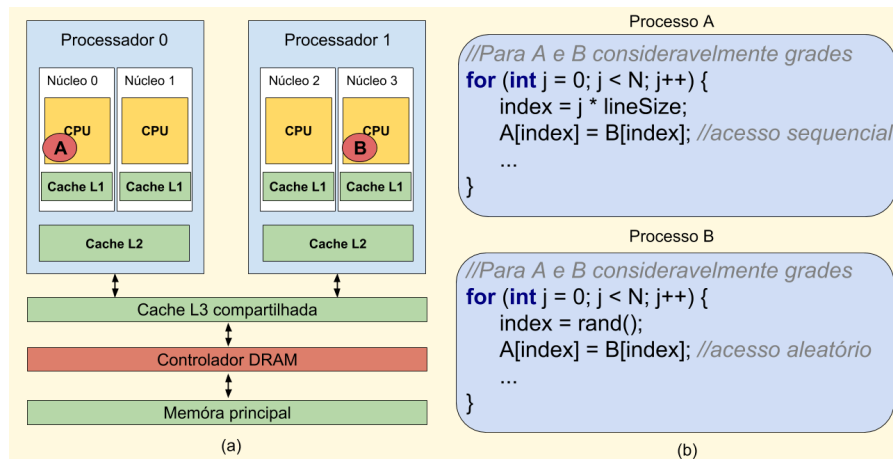 Processador 0
Núcleo 0
Núcleo 1
CPU
CPU
A
Cache L1
Cache L1
Cache L2
Processador 1
Núcleo 2
Núcleo 3
CPU
CPU
B
Cache L1
Cache L1
Cache L2
Cache L3 compartilhada
Controlador DRAM
Memóra principal
(a)
Processo A
//Para A e B consideravelmente grades
for (int j = 0; j < N; j++) {
index = j * lineSize;
A[index] = B[index]; //acesso sequencial
...
}
Processo B
//Para A e B consideravelmente grades
for (int j = 0; j < N; j++) {
index = rand();
A[index] = B[index]; //acesso aleatório
...
}
(b)